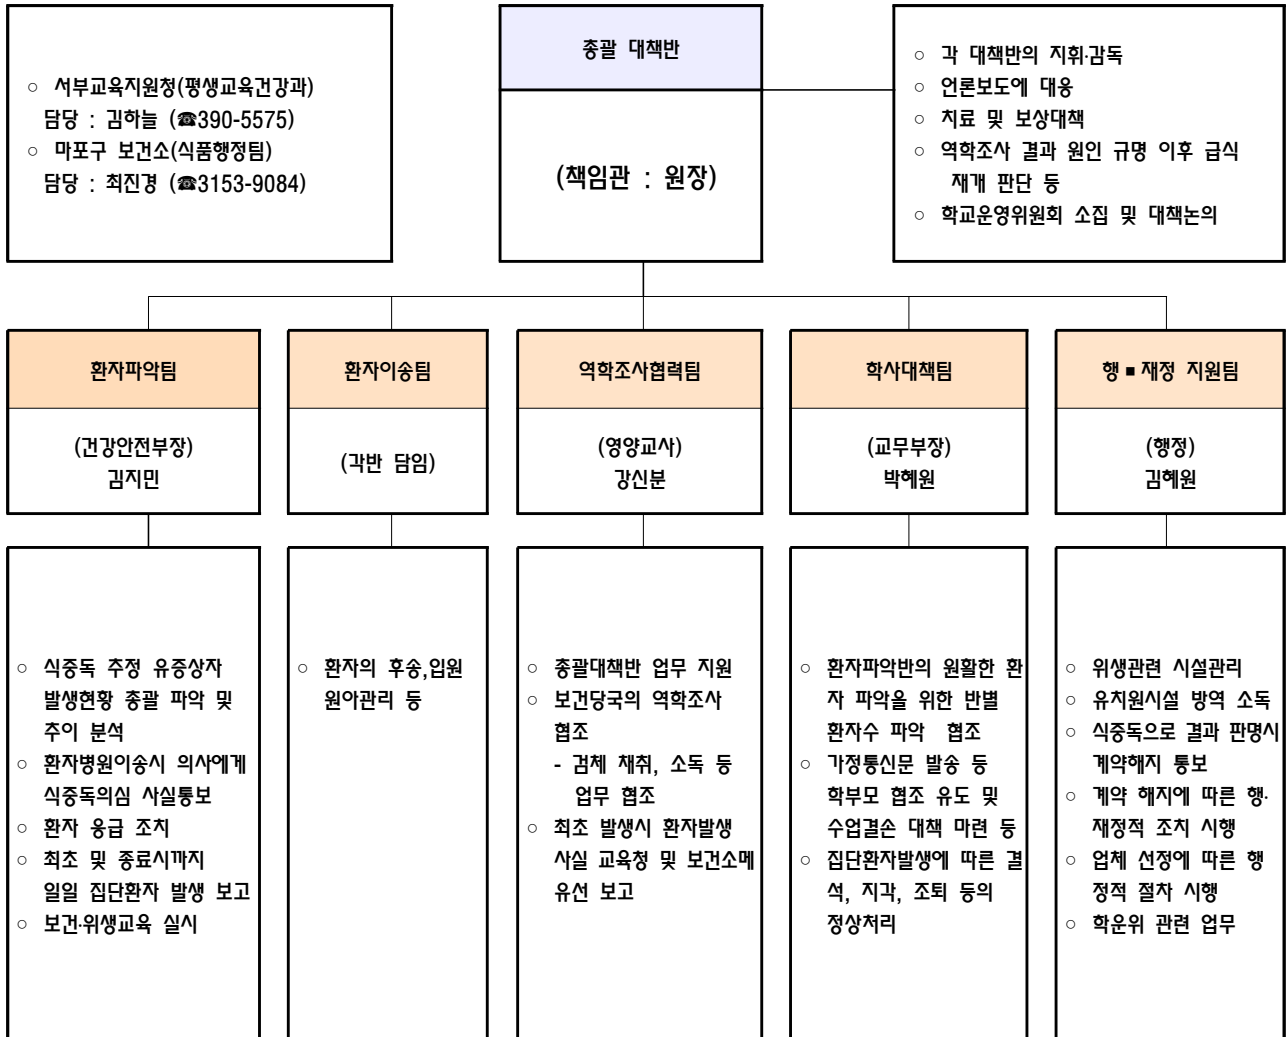 ○ 서부교육지원청(평생교육건강과)
담당 : 김하늘 (☎390-5575)
○ 마포구 보건소(식품행정팀)
담당 : 최진경 (☎3153-9084)
총괄 대책반
(책임관 : 원장)
○ 각 대책반의 지휘·감독
○ 언론보도에 대응
○ 치료 및 보상대책
○ 역학조사 결과 원인 규명 이후 급식
재개 판단 등
○ 학교운영위원회 소집 및 대책논의
환자파악팀
(건강안전부장)
김지민
○ 식중독 추정 유증상자
발생현황 총괄 파악 및
추이 분석
○ 환자병원이송시 의사에게
식중독의심 사실통보
○ 환자 응급 조치
○ 최초 및 종료시까지
일일 집단환자 발생 보고
○ 보건·위생교육 실시
환자이송팀
(각반 담임)
○ 환자의 후송,입원
원아관리 등
역학조사협력팀
(영양교사)
강신분
○ 총괄대책반 업무 지원
○ 보건당국의 역학조사
협조
- 검체 채취, 소독 등
업무 협조
○ 최초 발생시 환자발생
사실 교육청 및 보건소메
유선 보고
학사대책팀
(교무부장)
박혜원
○ 환자파악반의 원활한 환
자 파악을 위한 반별
환자수 파악 협조
○ 가정통신문 발송 등
학부모 협조 유도 및
수업결손 대책 마련 등
○ 집단환자발생에 따른 결
석, 지각, 조퇴 등의
정상처리
행 ▪ 재정 지원팀
(행정)
김혜원
○ 위생관련 시설관리
○ 유치원시설 방역 소독
○ 식중독으로 결과 판명시
계약해지 통보
○ 계약 해지에 따른 행·
재정적 조치 시행
○ 업체 선정에 따른 행
정적 절차 시행
○ 학운위 관련 업무